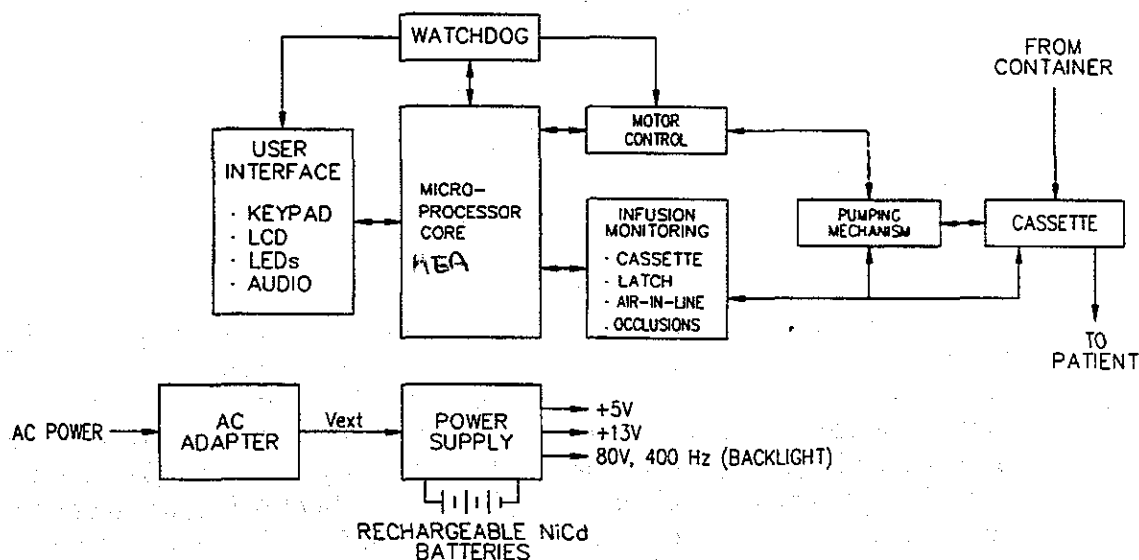 WATCHDOG
FROM
CONTAINER
MOTOR
CONTROL
USER
INTERFACE
· KEYPAD
· LCD
· LEDs
· AUDIO
MICRO-
PROCESSOR
CORE
INFUSION
MONITORING
· CASSETTE
· LATCH
· AIR-IN-LINE
· OCCLUSIONS
PUMPING
MECHANISM
CASSETTE
TO
PATIENT
AC POWER
AC
ADAPTER
Vext
POWER
SUPPLY
+5V
+13V
80V, 400 Hz (BACKLIGHT)
RECHARGEABLE NiCd
BATTERIES